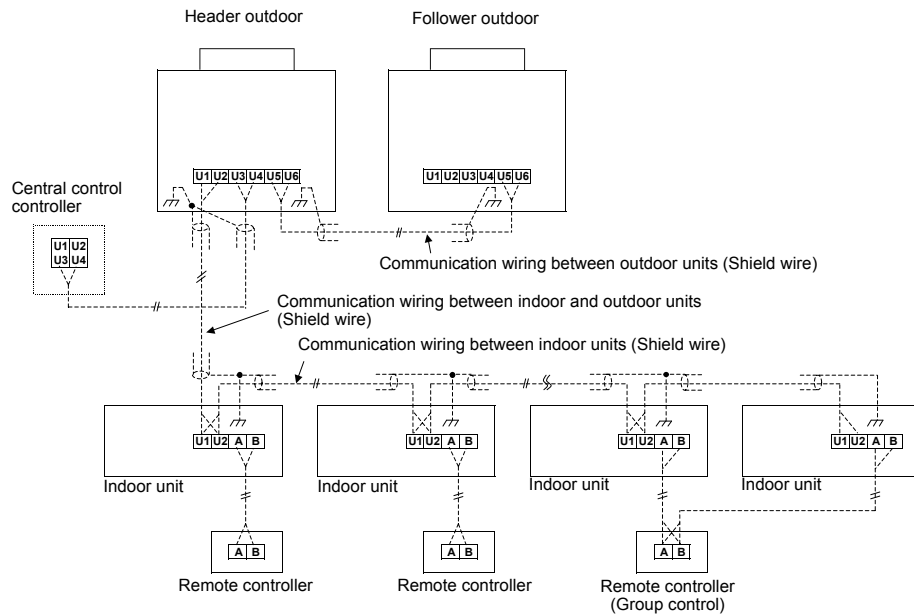 Header outdoor
Follower outdoor
U1 U2 U3 U4 U5 U6
U1 U2 U3 U4 U5 U6
Central control
controller
U1 U2
U3 U4
Communication wiring between outdoor units (Shield wire)
Communication wiring between indoor and outdoor units
(Shield wire)
Communication wiring between indoor units (Shield wire)
U1 U2 A B
U1 U2 A B
U1 U2 A B
U1 U2 A B
Indoor unit
Indoor unit
Indoor unit
Indoor unit
A B
A B
A B
Remote controller
Remote controller
Remote controller
(Group control)